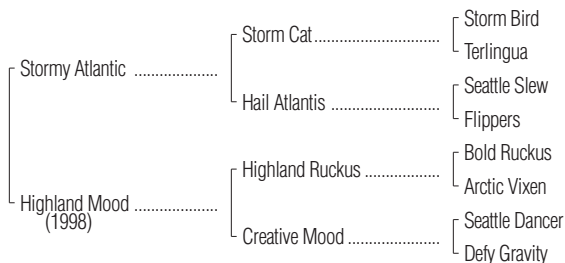 Storm Bird
Storm Cat..............................
Terlingua
Stormy Atlantic ....................
Seattle Slew
Hail Atlantis ..........................
Flippers
Bold Ruckus
Highland Ruckus ..................
Arctic Vixen
Highland Mood ....................
(1998)
Seattle Dancer
Creative Mood ......................
Defy Gravity